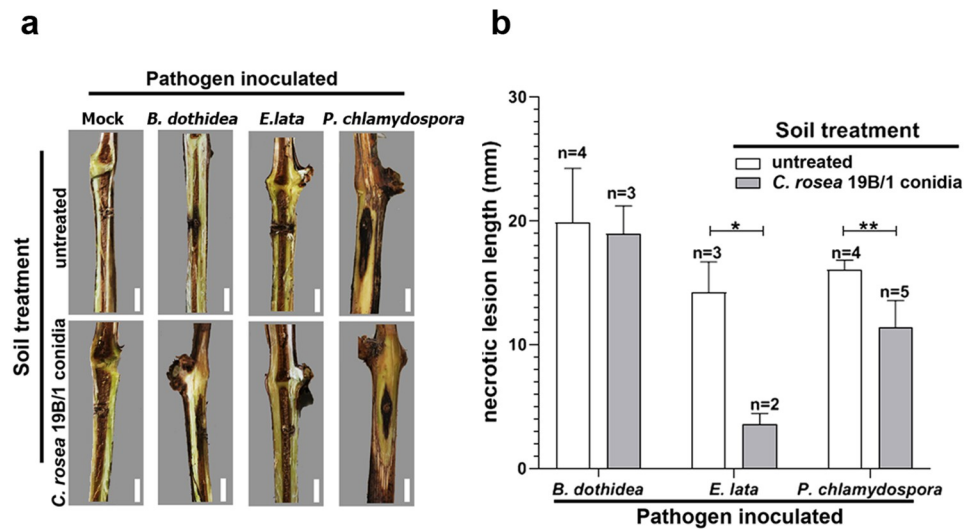 a
Pathogen inoculated
Mock B. dothidea E.lata P. chlamydospora
Soil treatment
untreated
C. rosea 19B/1 conidia
b
necrotic lesion length (mm)
30
20
10
0
Soil treatment
untreated
C. rosea 19B/1 conidia
n=4
n=3
n=3
*
n=2
n=4
**
n=5
B. dothidea E. lata P. chlamydospora
Pathogen inoculated